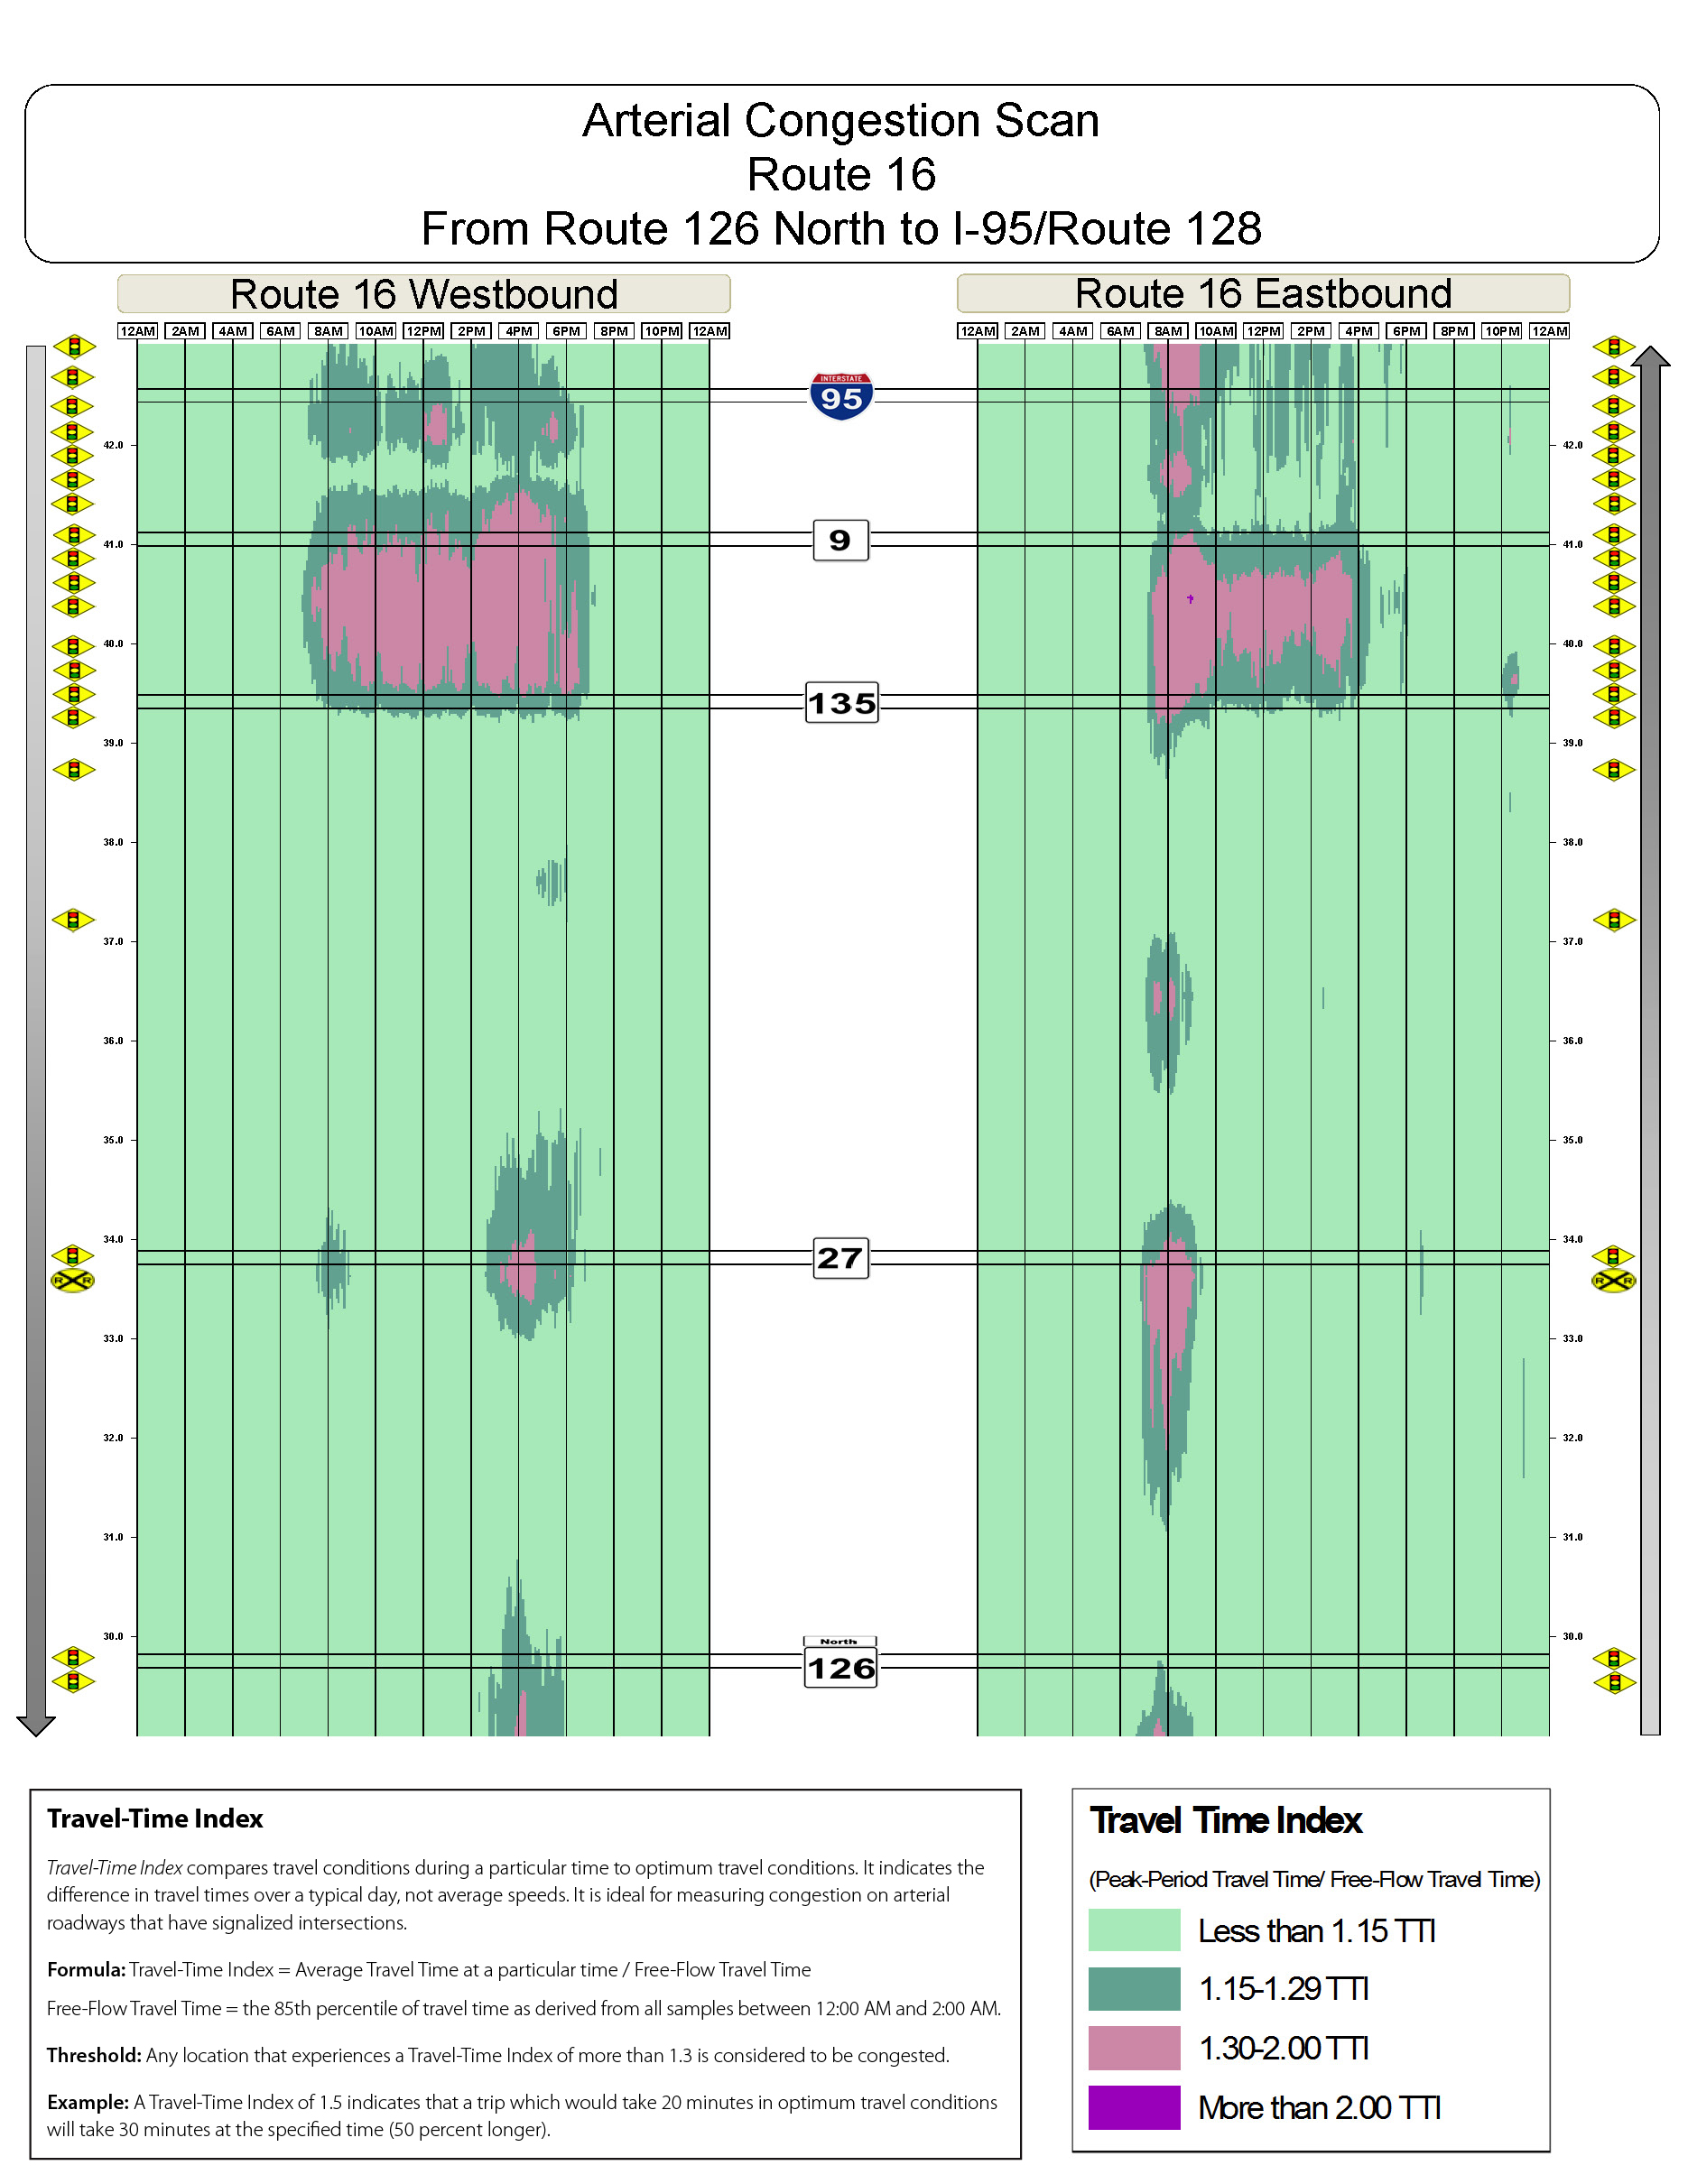 Arterial Congestion Scan
Route 16
From Route 126 North to I-95/Route 128
Route 16 Westbound
Route 16 Eastbound
12AM 2AM 4AM 6AM 8AM 10AM 12PM 2PM 4PM 6PM 8PM 10PM 12AM
12AM 2AM 4AM 6AM 8AM 10AM 12PM 2PM 4PM 6PM 8PM 10PM 12AM
INTERSTATE
95
42.0 42.0
9
41.0 41.0
40.0 40.0
135
39.0 39.0
38.0 38.0
37.0 37.0
36.0 36.0
35.0 35.0
34.0 34.0
27
R R R R
33.0 33.0
32.0 32.0
31.0 31.0
30.0 30.0
North
126
Travel-Time Index
Travel-Time Index compares travel conditions during a particular time to optimum travel conditions. It indicates the
difference in travel times over a typical day, not average speeds. It is ideal for measuring congestion on arterial
roadways that have signalized intersections.
Formula: Travel-Time Index = Average Travel Time at a particular time / Free-Flow Travel Time
Free-Flow Travel Time = the 85th percentile of travel time as derived from all samples between 12:00 AM and 2:00 AM.
Threshold: Any location that experiences a Travel-Time Index of more than 1.3 is considered to be congested.
Example: A Travel-Time Index of 1.5 indicates that a trip which would take 20 minutes in optimum travel conditions
will take 30 minutes at the specified time (50 percent longer).
Travel Time Index
(Peak-Period Travel Time/ Free-Flow Travel Time)
Less than 1.15 TTI
1.15-1.29 TTI
1.30-2.00 TTI
More than 2.00 TTI